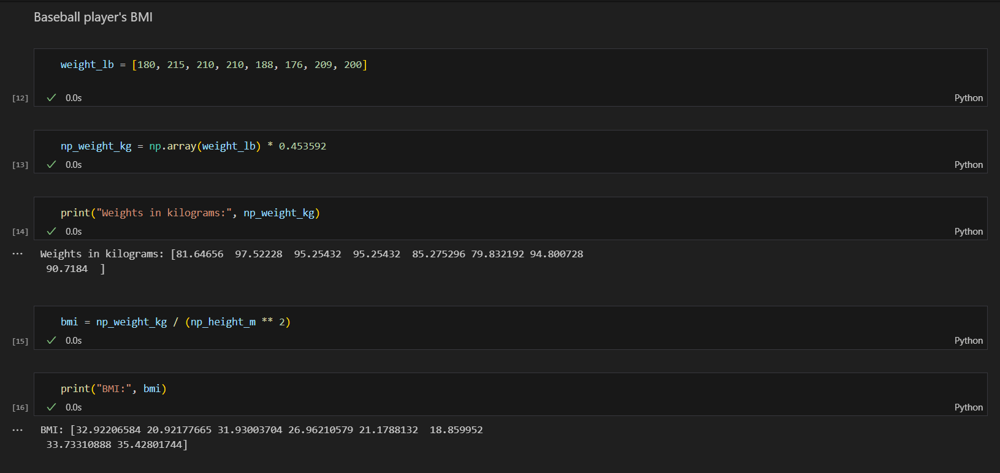 Baseball player's BMI
weight_lb = [180, 215, 210, 210, 188, 176, 209, 200]
[12] ✓ 0.0s Python
np_weight_kg = np.array(weight_lb) * 0.453592
[13] ✓ 0.0s Python
print("Weights in kilograms:", np_weight_kg)
[14] ✓ 0.0s Python
... Weights in kilograms: [81.64656  97.52228  95.25432  95.25432  85.275296 79.832192 94.800728
 90.7184  ]
bmi = np_weight_kg / (np_height_m ** 2)
[15] ✓ 0.0s Python
print("BMI:", bmi)
[16] ✓ 0.0s Python
... BMI: [32.92206584 20.92177665 31.93003704 26.96210579 21.1788132  18.859952
 33.73310888 35.42801744]